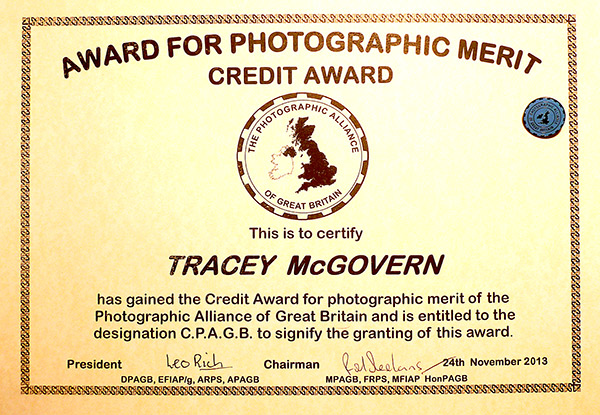 AWARD FOR PHOTOGRAPHIC MERIT
CREDIT AWARD
THE PHOTOGRAPHIC ALLIANCE
OF GREAT BRITAIN
This is to certify
TRACEY McGOVERN
has gained the Credit Award for photographic merit of the
Photographic Alliance of Great Britain and is entitled to the
designation C.P.A.G.B. to signify the granting of this award.
President Leo Rich Chairman 24th November 2013
DPAGB, EFIAP/g, ARPS, APAGB MPAGB, FRPS, MFIAP HonPAGB